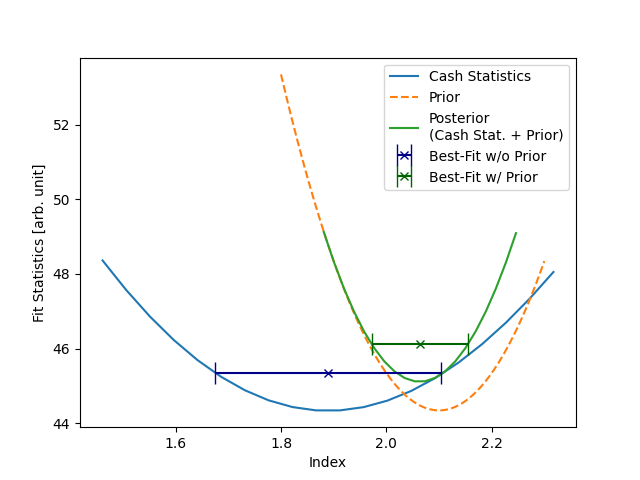 Cash Statistics
Prior
Posterior
(Cash Stat. + Prior)
Best-Fit w/o Prior
Best-Fit w/ Prior
52
50
48
46
44
Fit Statistics [arb. unit]
1.6
1.8
2.0
2.2
Index